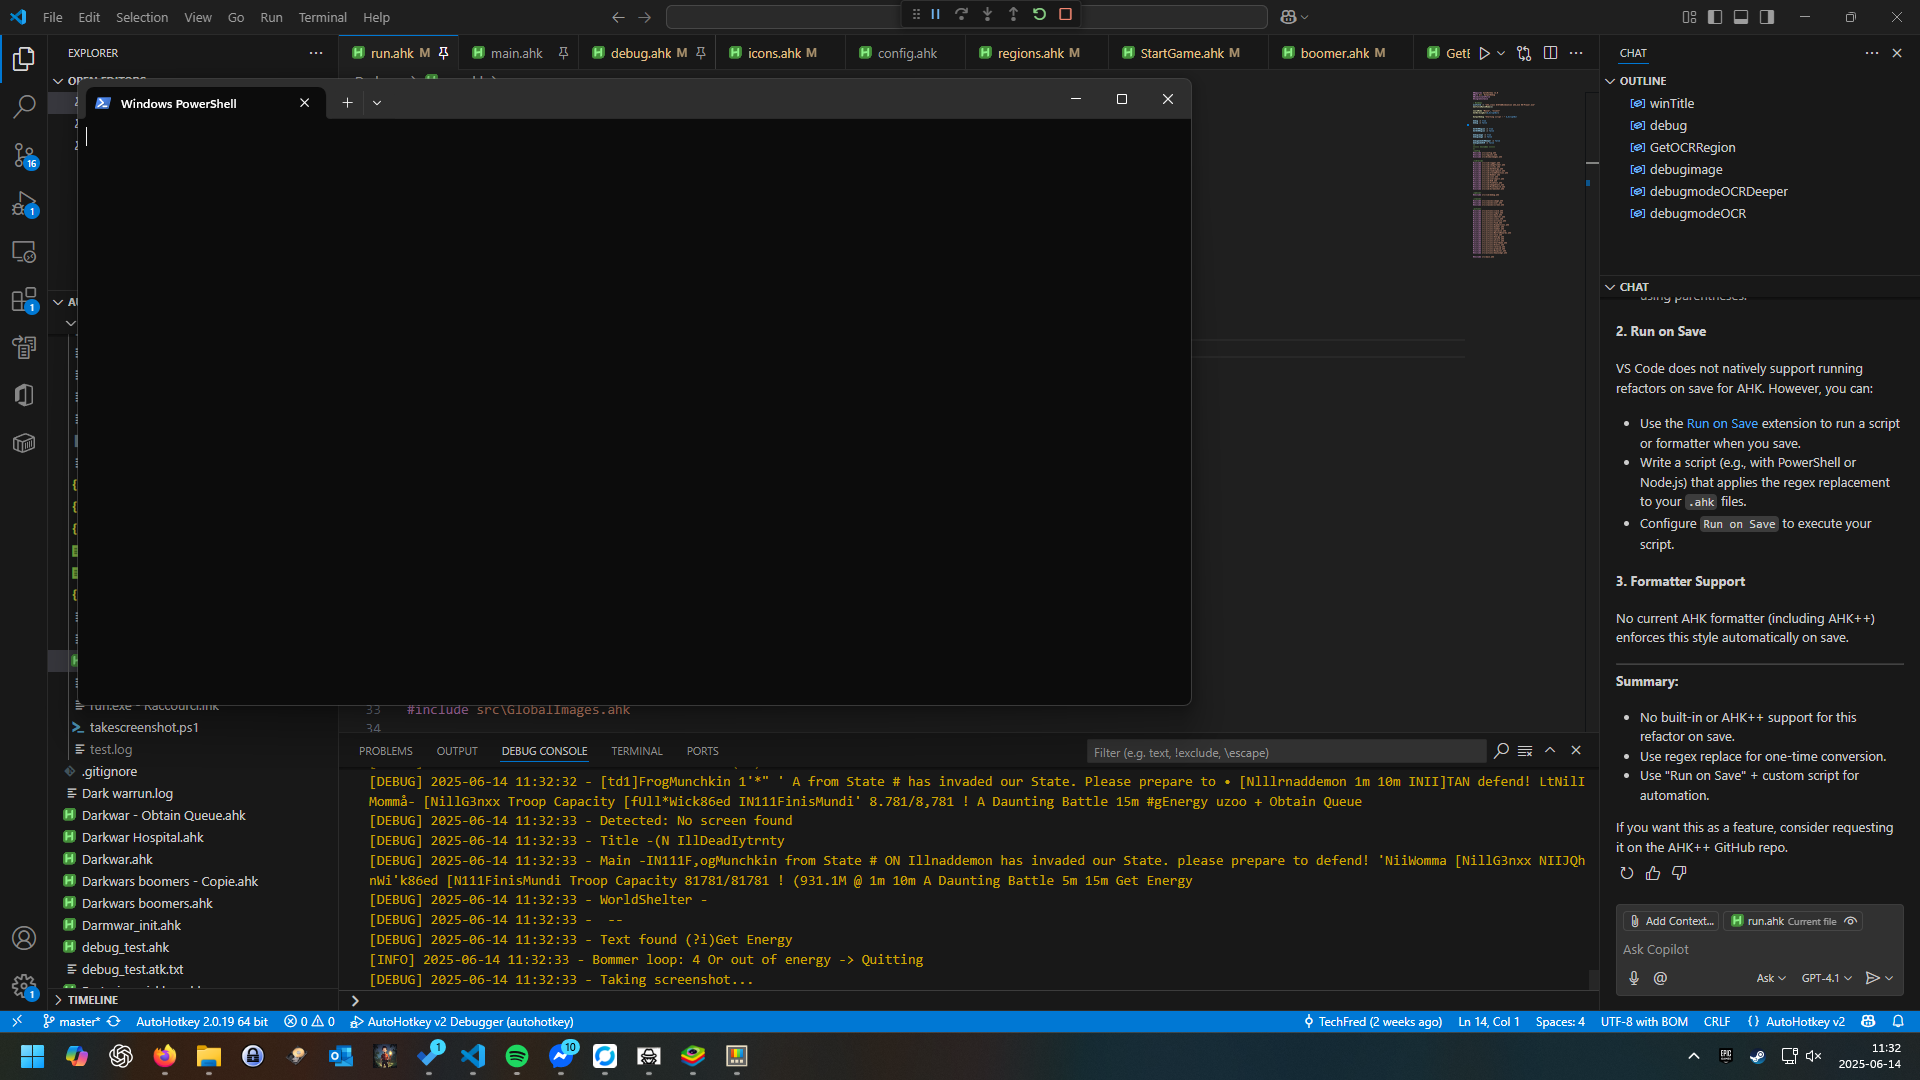 File Edit Selection View Go Run Terminal Help
EXPLORER
run.ahk M
main.ahk
debug.ahk M
icons.ahk M
config.ahk
regions.ahk M
StartGame.ahk M
boomer.ahk M
CHAT
Windows PowerShell
OUTLINE
winTitle
debug
GetOCRRegion
debugimage
debugmodeOCRDeeper
debugmodeOCR
CHAT
using parentheses.
2. Run on Save
VS Code does not natively support running
refactors on save for AHK. However, you can:
Use the Run on Save extension to run a script
or formatter when you save.
Write a script (e.g., with PowerShell or
Node.js) that applies the regex replacement
to your .ahk files.
Configure Run on Save to execute your
script.
3. Formatter Support
No current AHK formatter (including AHK++)
enforces this style automatically on save.
Summary:
No built-in or AHK++ support for this
refactor on save.
Use regex replace for one-time conversion.
Use "Run on Save" + custom script for
automation.
If you want this as a feature, consider requesting
it on the AHK++ GitHub repo.
Add Context...
run.ahk Current file
Ask Copilot
Ask
GPT-4.1
16
1
1
1
run.exe - Raccourci.lnk
takescreenshot.ps1
test.log
.gitignore
Dark warrun.log
Darkwar - Obtain Queue.ahk
Darkwar Hospital.ahk
Darkwar.ahk
Darkwars boomers - Copie.ahk
Darkwars boomers.ahk
Darmwar_init.ahk
debug_test.ahk
debug_test.atk.txt
TIMELINE
33 #include src\GlobalImages.ahk
34
PROBLEMS OUTPUT DEBUG CONSOLE TERMINAL PORTS
Filter (e.g. text, !exclude, \escape)
[DEBUG] 2025-06-14 11:32:32 - [td1]FrogMunchkin 1'*" ' A from State # has invaded our State. Please prepare to • [Nlllrnaddemon 1m 10m INII]TAN defend! LtNilI
Mommå- [NillG3nxx Troop Capacity [fUll*Wick86ed IN111FinisMundi' 8.781/8,781 ! A Daunting Battle 15m #gEnergy uzoo + Obtain Queue
[DEBUG] 2025-06-14 11:32:33 - Detected: No screen found
[DEBUG] 2025-06-14 11:32:33 - Title -(N IllDeadIytrnty
[DEBUG] 2025-06-14 11:32:33 - Main -IN111F,ogMunchkin from State # ON Illnaddemon has invaded our State. please prepare to defend! 'NiiWomma [NillG3nxx NIIJQh
nWi'k86ed [N111FinisMundi Troop Capacity 81781/81781 ! (931.1M @ 1m 10m A Daunting Battle 5m 15m Get Energy
[DEBUG] 2025-06-14 11:32:33 - WorldShelter -
[DEBUG] 2025-06-14 11:32:33 -  --
[DEBUG] 2025-06-14 11:32:33 - Text found (?i)Get Energy
[INFO] 2025-06-14 11:32:33 - Bommer loop: 4 Or out of energy -> Quitting
[DEBUG] 2025-06-14 11:32:33 - Taking screenshot...
master* AutoHotkey 2.0.19 64 bit 0 0 AutoHotkey v2 Debugger (autohotkey)
TechFred (2 weeks ago) Ln 14, Col 1 Spaces: 4 UTF-8 with BOM CRLF AutoHotkey v2
1
10
11:32
2025-06-14